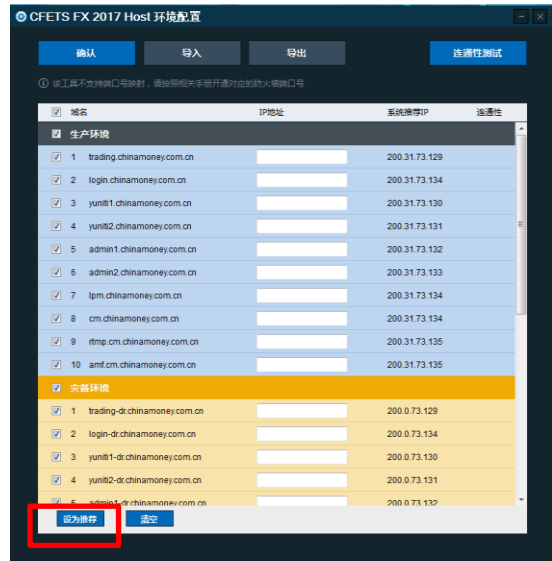 CFETS FX 2017 Host 环境配置
确认 导入 导出 连通性测试
该工具不支持端口号映射，请按照相关手册开通对应的防火墙端口号
域名 IP地址 系统推荐IP 连通性
生产环境
1 trading.chinamoney.com.cn 200.31.73.129
2 login.chinamoney.com.cn 200.31.73.134
3 yuniti1.chinamoney.com.cn 200.31.73.130
4 yuniti2.chinamoney.com.cn 200.31.73.131
5 admin1.chinamoney.com.cn 200.31.73.132
6 admin2.chinamoney.com.cn 200.31.73.133
7 lpm.chinamoney.com.cn 200.31.73.134
8 cm.chinamoney.com.cn 200.31.73.134
9 rtmp.cm.chinamoney.com.cn 200.31.73.135
10 amf.cm.chinamoney.com.cn 200.31.73.135
灾备环境
1 trading-dr.chinamoney.com.cn 200.0.73.129
2 login-dr.chinamoney.com.cn 200.0.73.134
3 yuniti1-dr.chinamoney.com.cn 200.0.73.130
4 yuniti2-dr.chinamoney.com.cn 200.0.73.131
5 admin1-dr.chinamoney.com.cn 200.0.73.132
设为推荐 清空